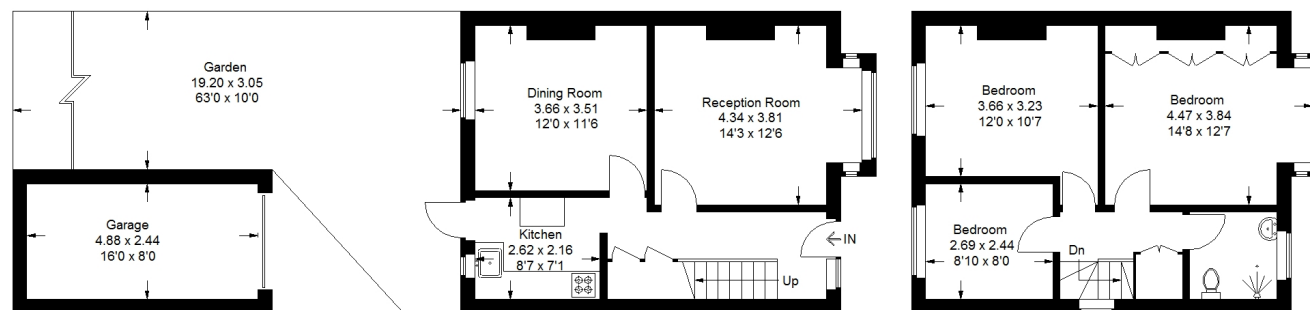 Garden
19.20 x 3.05
63'0 x 10'0
Dining Room
3.66 x 3.51
12'0 x 11'6
Reception Room
4.34 x 3.81
14'3 x 12'6
Garage
4.88 x 2.44
16'0 x 8'0
Kitchen
2.62 x 2.16
8'7 x 7'1
IN
Up
Bedroom
3.66 x 3.23
12'0 x 10'7
Bedroom
4.47 x 3.84
14'8 x 12'7
Bedroom
2.69 x 2.44
8'10 x 8'0
Dn